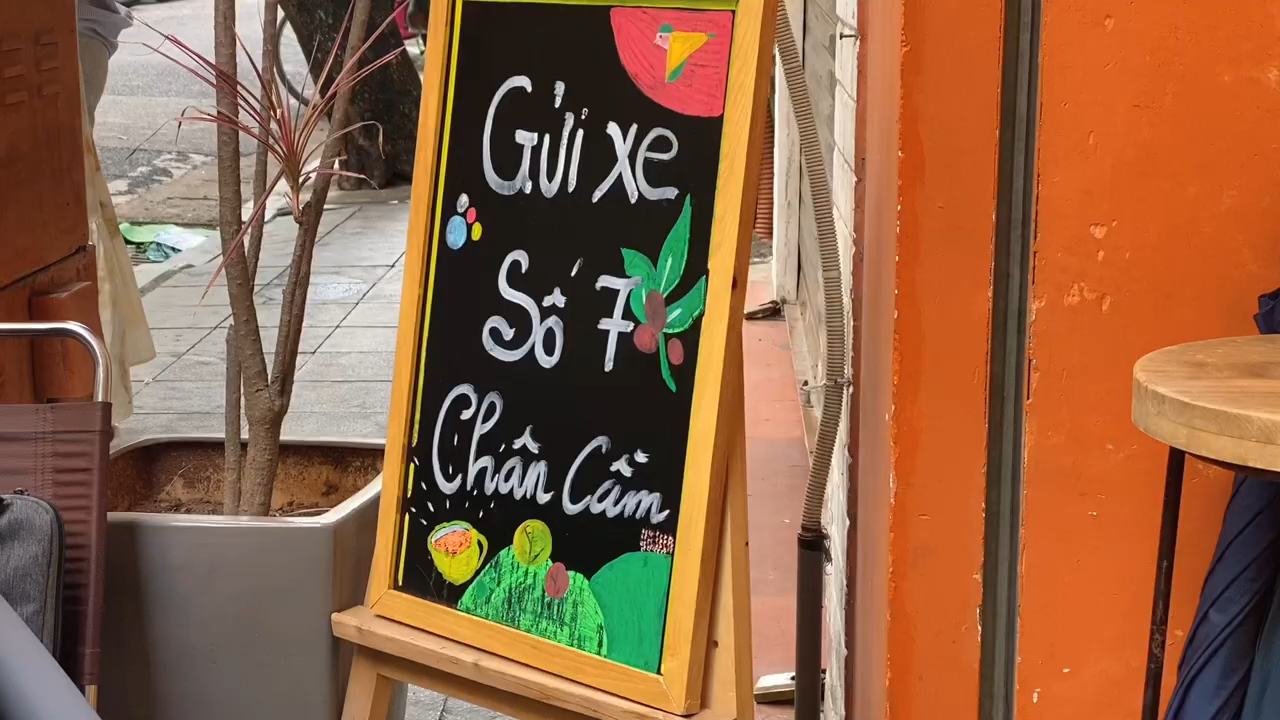 Gửi xe
Số 7
Chân Cầm